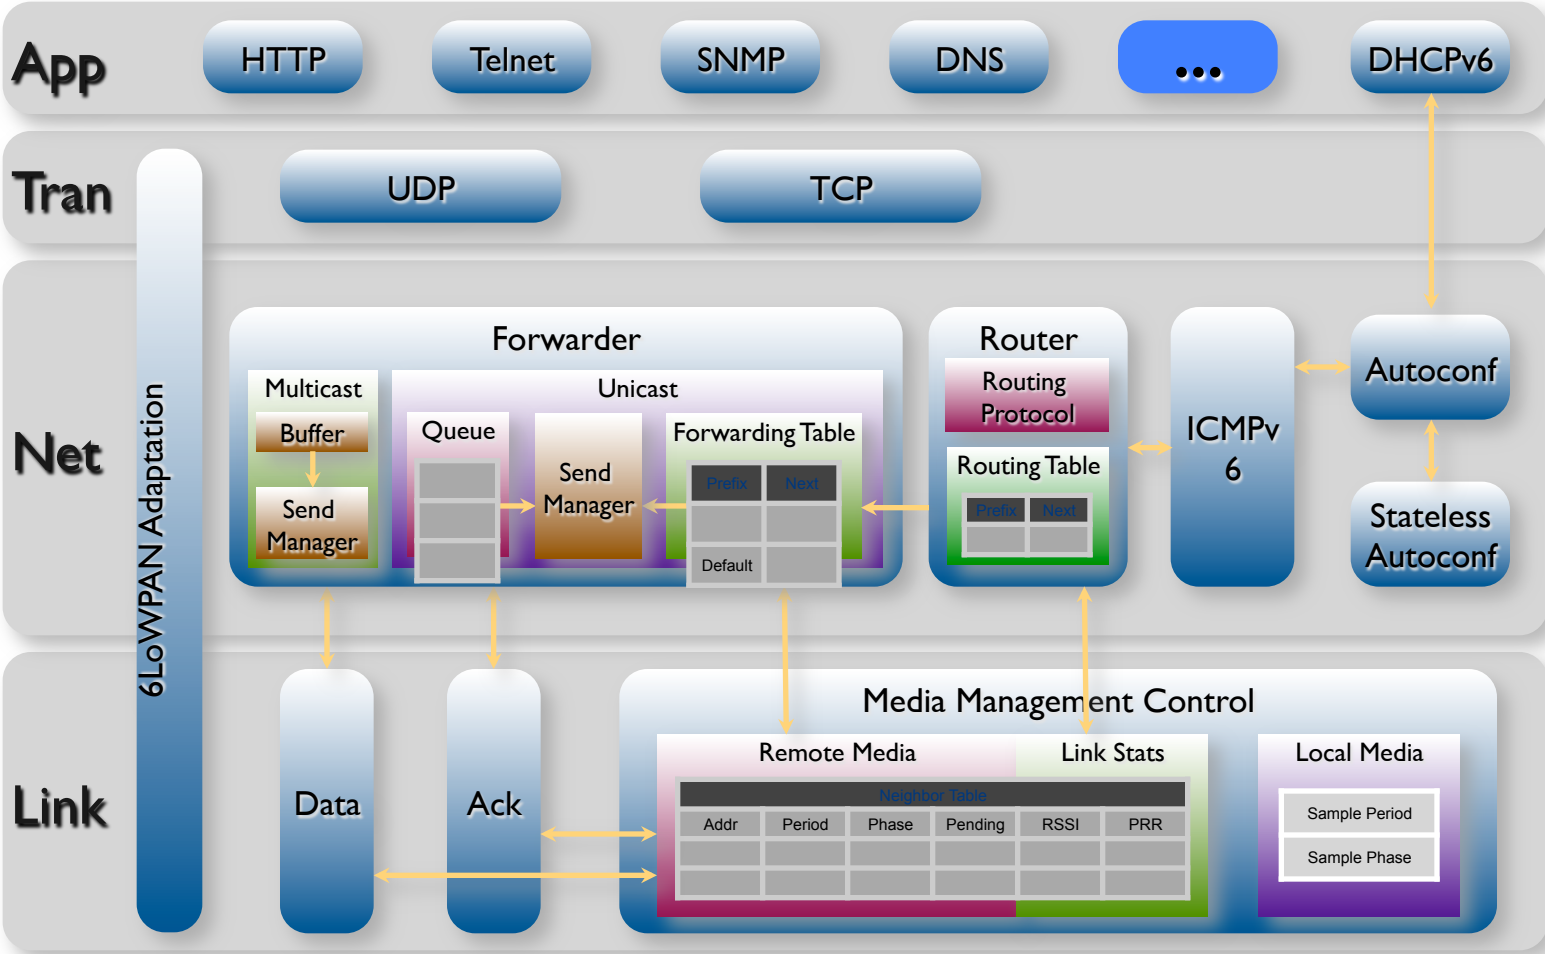 App
HTTP
Telnet
SNMP
DNS
...
DHCPv6
Tran
UDP
TCP
6LoWPAN Adaptation
Net
Forwarder
Multicast
Buffer
Send
Manager
Unicast
Queue
Send
Manager
Forwarding Table
Prefix Next
Default
Router
Routing
Protocol
Routing Table
Prefix Next
ICMPv
6
Autoconf
Stateless
Autoconf
Link
Data
Ack
Media Management Control
Remote Media
Link Stats
Neighbor Table
Addr Period Phase Pending RSSI PRR
Local Media
Sample Period
Sample Phase